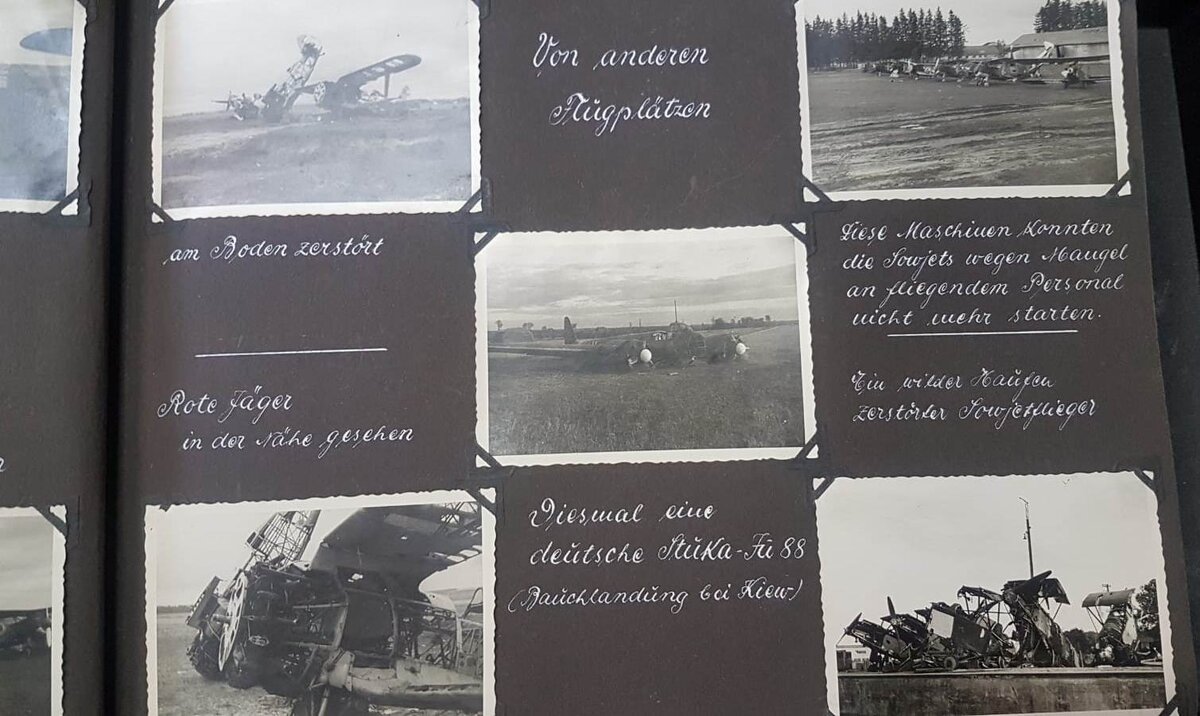 Von anderen
Flugplätzen
am Boden zerstört
Rote Jäger
in der Nähe gesehen
Diese Maschinen konnten
die Sowjets wegen Mangel
an fliegendem Personal
nicht mehr starten.
Ein wilder Haufen
zerstörter Sowjetflieger
Diesmal eine
deutsche Stuka-Ju 88
(Bauchlandung bei Kiew)